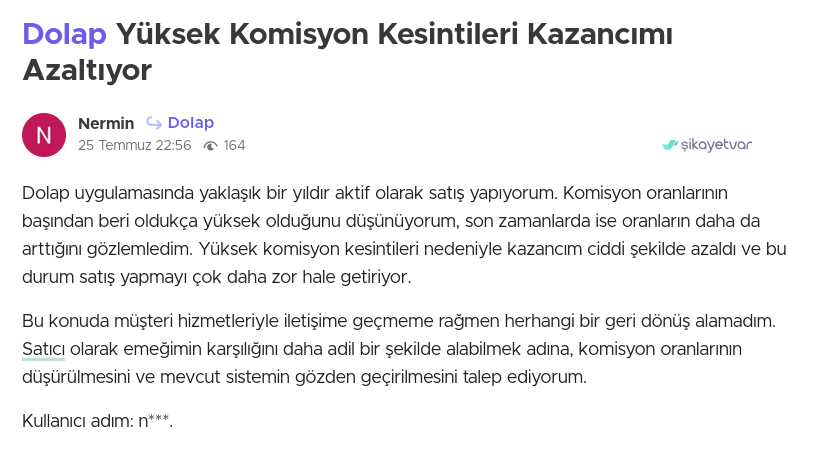 Dolap Yüksek Komisyon Kesintileri Kazancımı
Azaltıyor
N
Nermin Dolap
25 Temmuz 22:56 164
şikayetvar
Dolap uygulamasında yaklaşık bir yıldır aktif olarak satış yapıyorum. Komisyon oranlarının
başından beri oldukça yüksek olduğunu düşünüyorum, son zamanlarda ise oranların daha da
arttığını gözlemledim. Yüksek komisyon kesintileri nedeniyle kazancım ciddi şekilde azaldı ve bu
durum satış yapmayı çok daha zor hale getiriyor.
Bu konuda müşteri hizmetleriyle iletişime geçmeme rağmen herhangi bir geri dönüş alamadım.
Satıcı olarak emeğimin karşılığını daha adil bir şekilde alabilmek adına, komisyon oranlarının
düşürülmesini ve mevcut sistemin gözden geçirilmesini talep ediyorum.
Kullanıcı adım: n***.